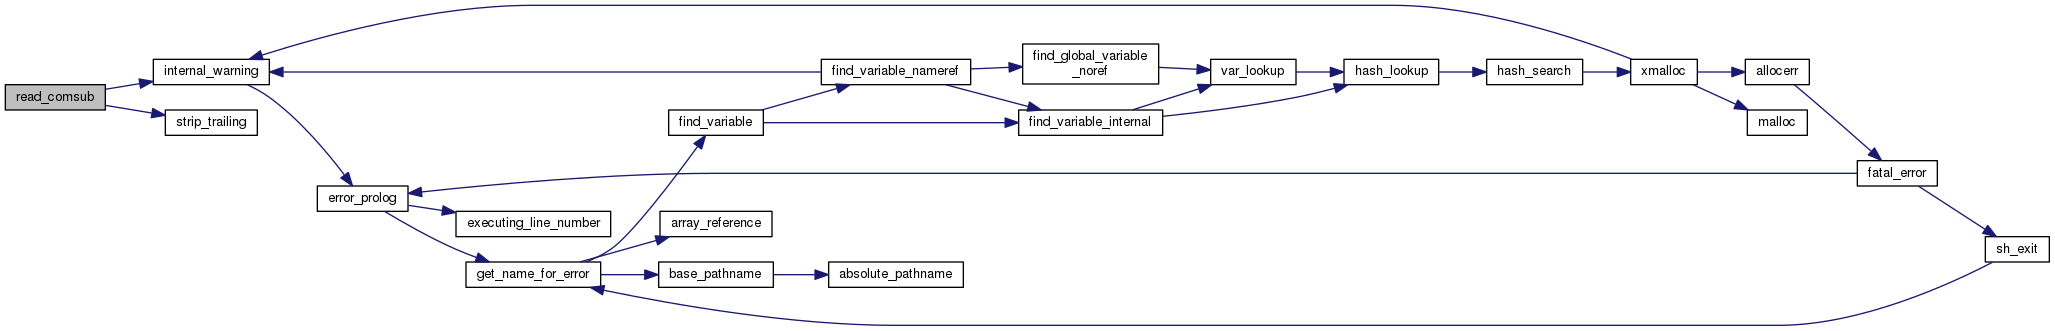 read_comsub
internal_warning
strip_trailing
error_prolog
executing_line_number
get_name_for_error
find_variable
array_reference
base_pathname
absolute_pathname
find_variable_nameref
find_global_variable
_noref
find_variable_internal
var_lookup
hash_lookup
hash_search
xmalloc
allocerr
malloc
fatal_error
sh_exit